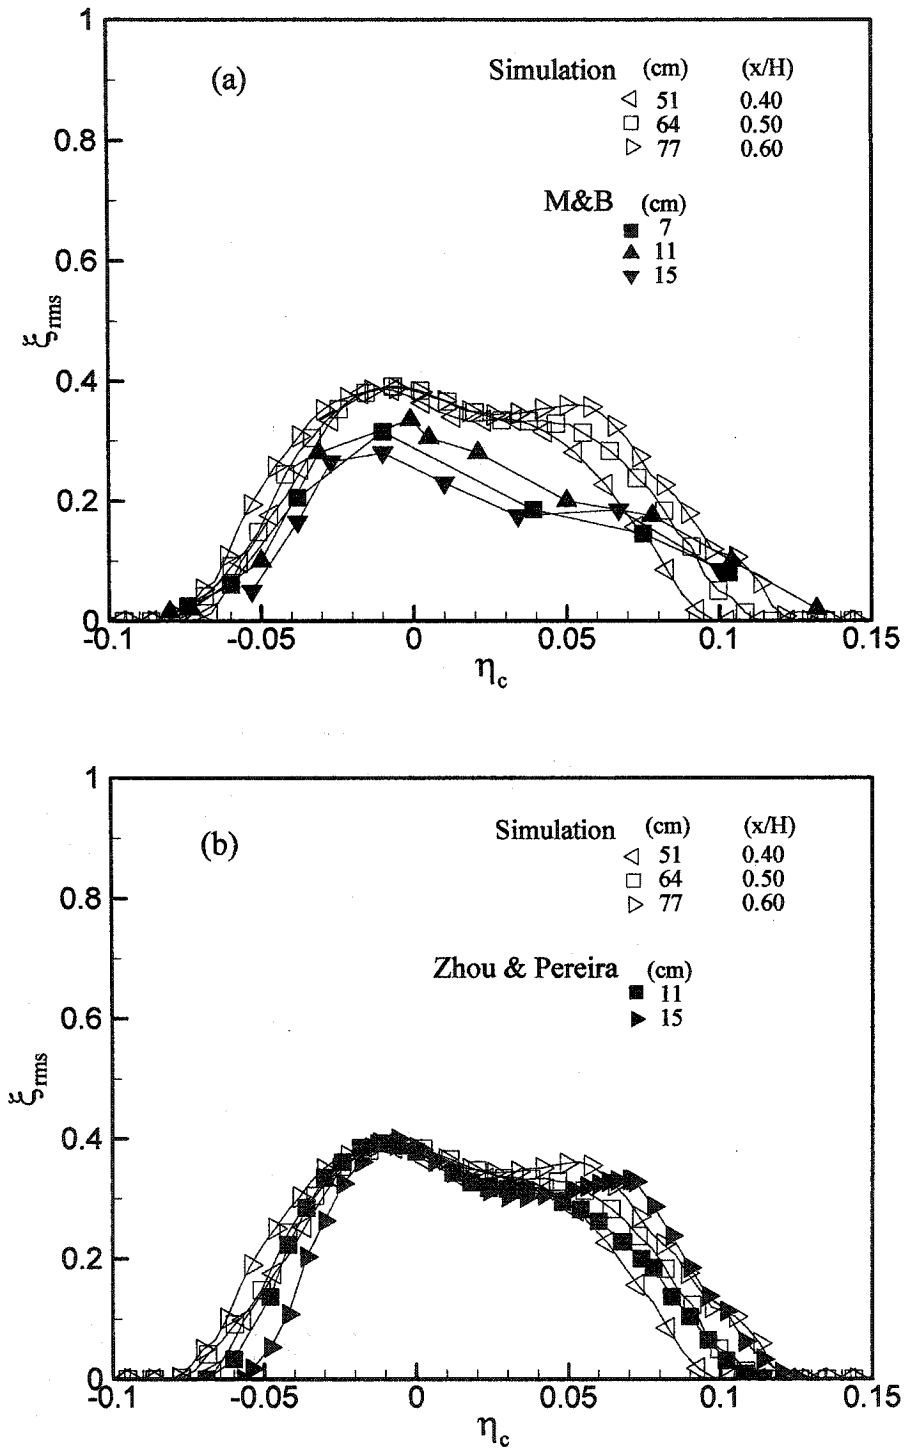 1
(a)
Simulation (cm) (x/H)
51 0.40
64 0.50
77 0.60
0.8
M&B (cm)
7
11
15
0.6
ξrms
0.4
0.2
0
-0.1 -0.05 0 0.05 0.1 0.15
ηc
1
(b)
Simulation (cm) (x/H)
51 0.40
64 0.50
77 0.60
0.8
Zhou & Pereira (cm)
11
15
0.6
ξrms
0.4
0.2
0
-0.1 -0.05 0 0.05 0.1 0.15
ηc